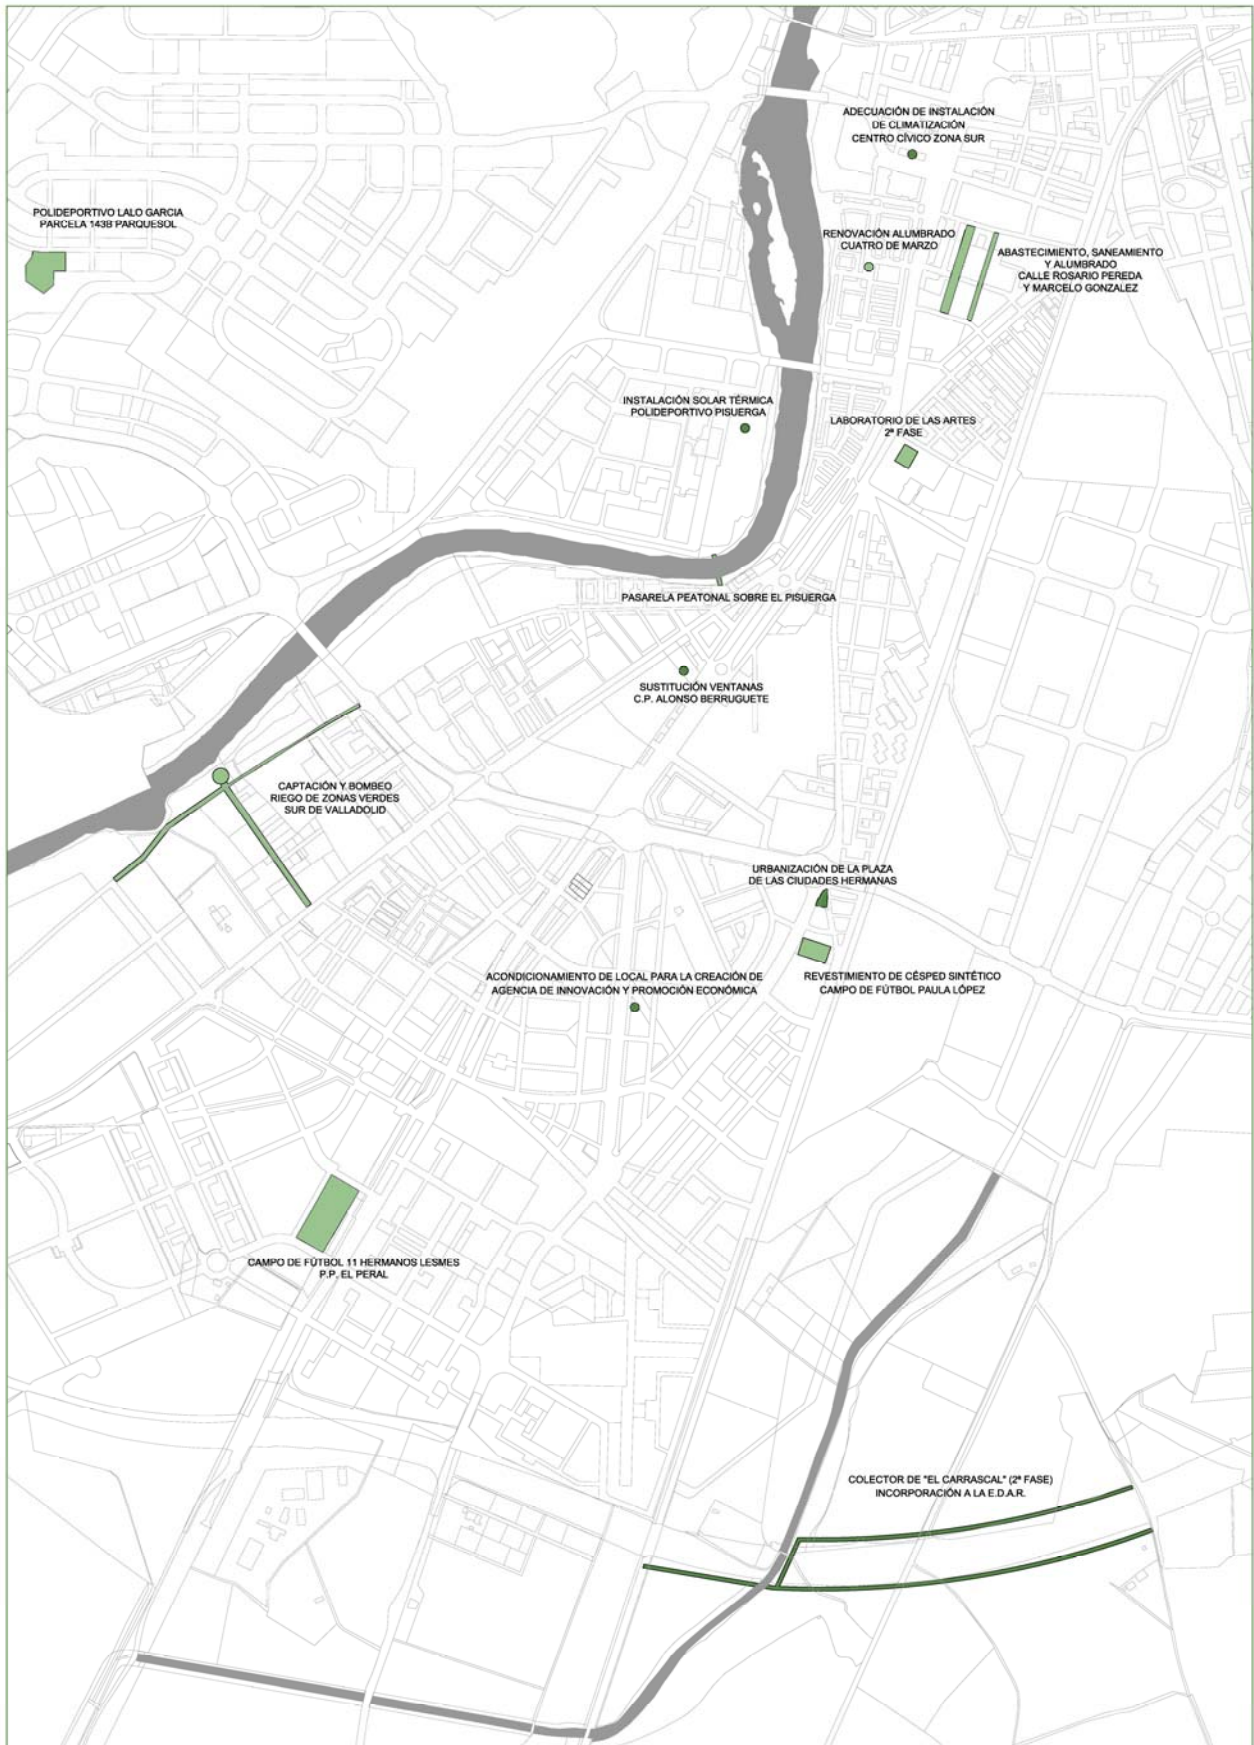 ADECUACIÓN DE INSTALACIÓN
DE CLIMATIZACIÓN
CENTRO CÍVICO ZONA SUR
POLIDEPORTIVO LALO GARCIA
PARCELA 143B PARQUESOL
RENOVACIÓN ALUMBRADO
CUATRO DE MARZO
ABASTECIMIENTO, SANEAMIENTO
Y ALUMBRADO
CALLE ROSARIO PEREDA
Y MARCELO GONZALEZ
INSTALACIÓN SOLAR TÉRMICA
POLIDEPORTIVO PISUERGA
LABORATORIO DE LAS ARTES
2ª FASE
PASARELA PEATONAL SOBRE EL PISUERGA
SUSTITUCIÓN VENTANAS
C.P. ALONSO BERRUGUETE
CAPTACIÓN Y BOMBEO
RIEGO DE ZONAS VERDES
SUR DE VALLADOLID
URBANIZACIÓN DE LA PLAZA
DE LAS CIUDADES HERMANAS
ACONDICIONAMIENTO DE LOCAL PARA LA CREACIÓN DE
AGENCIA DE INNOVACIÓN Y PROMOCIÓN ECONÓMICA
REVESTIMIENTO DE CÉSPED SINTÉTICO
CAMPO DE FÚTBOL PAULA LÓPEZ
CAMPO DE FÚTBOL 11 HERMANOS LESMES
P.P. EL PERAL
COLECTOR DE "EL CARRASCAL" (2ª FASE)
INCORPORACIÓN A LA E.D.A.R.